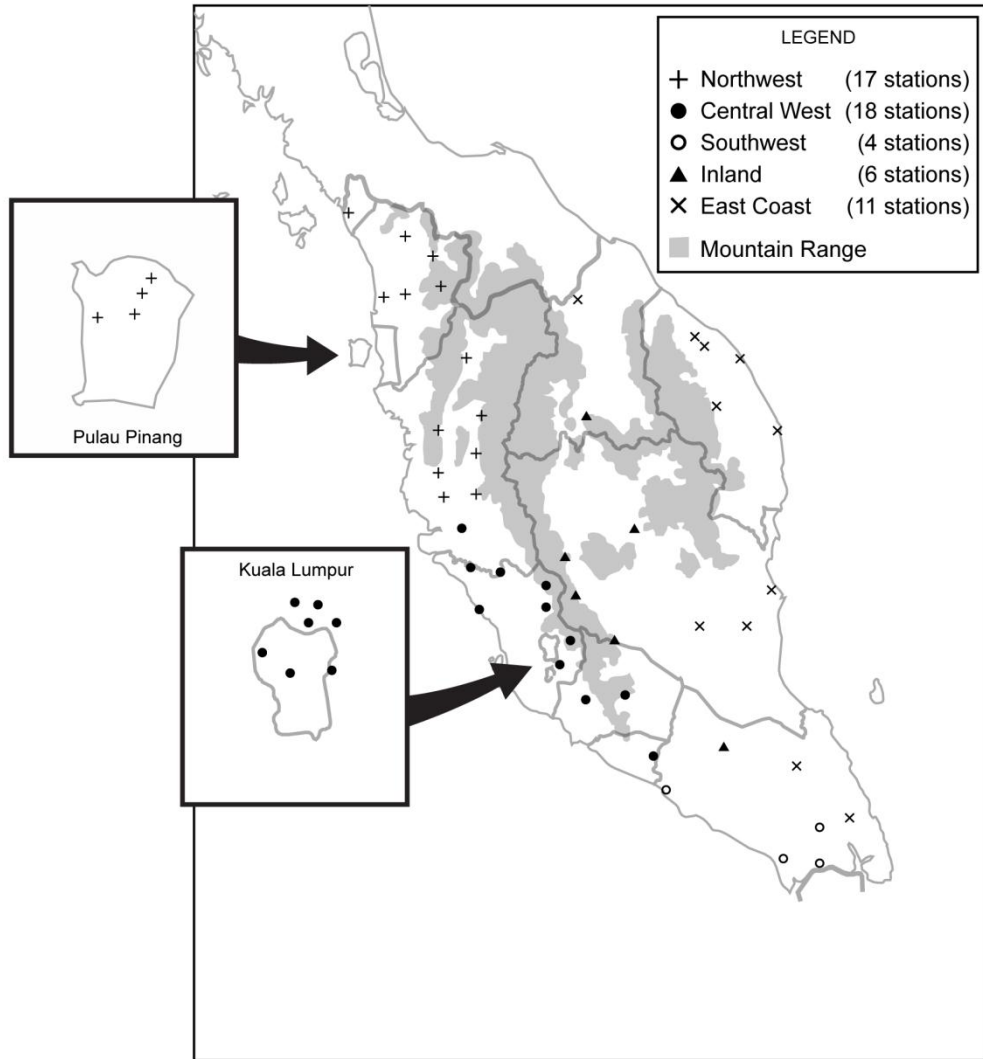 LEGEND
Northwest (17 stations)
Central West (18 stations)
Southwest (4 stations)
Inland (6 stations)
East Coast (11 stations)
Mountain Range
Pulau Pinang
Kuala Lumpur